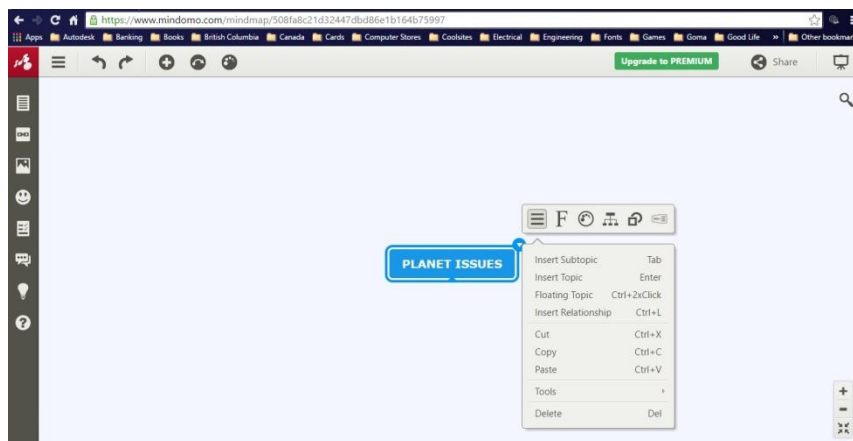 https://www.mindomo.com/mindmap/508fa8c21d32447dbd86e1b164b75997
Apps Autodesk Banking Books British Columbia Canada Cards Computer Stores Coolsites Electrical Engineering Fonts Games Goma Good Life » Other bookmar
Upgrade to PREMIUM Share
PLANET ISSUES
F
Insert Subtopic Tab
Insert Topic Enter
Floating Topic Ctrl+2xClick
Insert Relationship Ctrl+L
Cut Ctrl+X
Copy Ctrl+C
Paste Ctrl+V
Tools
Delete Del